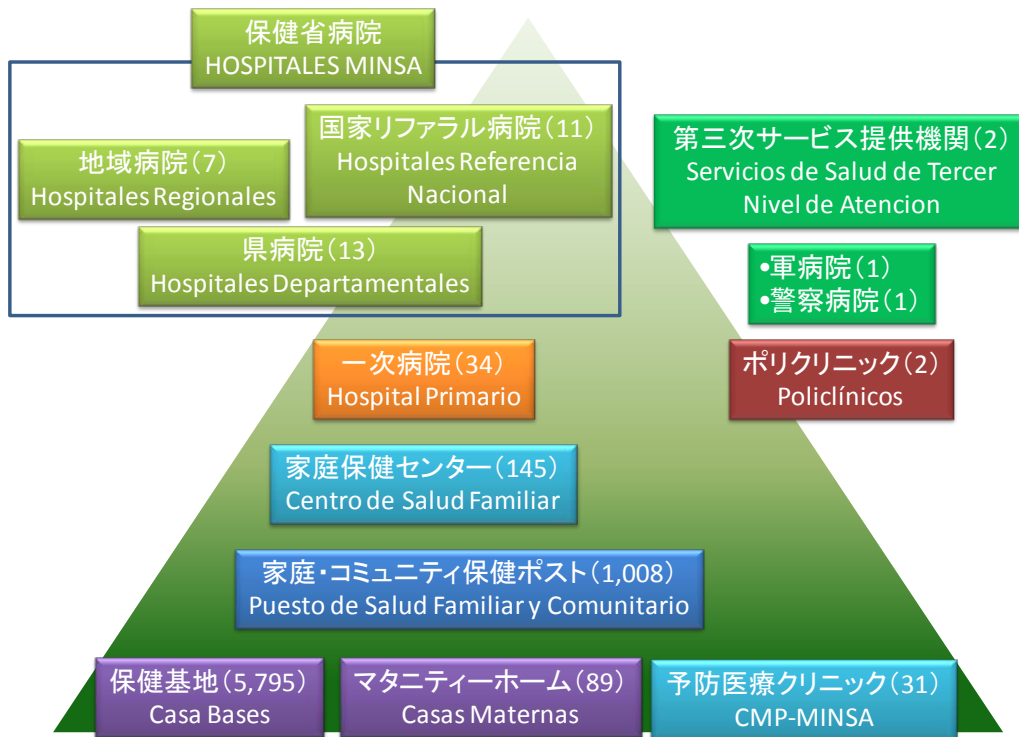 保健省病院
HOSPITALES MINSA
国家リファラル病院(11)
Hospitales Referencia
Nacional
地域病院(7)
Hospitales Regionales
県病院(13)
Hospitales Departamentales
第三次サービス提供機関(2)
Servicios de Salud de Tercer
Nivel de Atencion
•軍病院(1)
•警察病院(1)
一次病院(34)
Hospital Primario
ポリクリニック(2)
Policlínicos
家庭保健センター(145)
Centro de Salud Familiar
家庭・コミュニティ保健ポスト(1,008)
Puesto de Salud Familiar y Comunitario
保健基地(5,795)
Casa Bases
マタニティーホーム(89)
Casas Maternas
予防医療クリニック(31)
CMP-MINSA